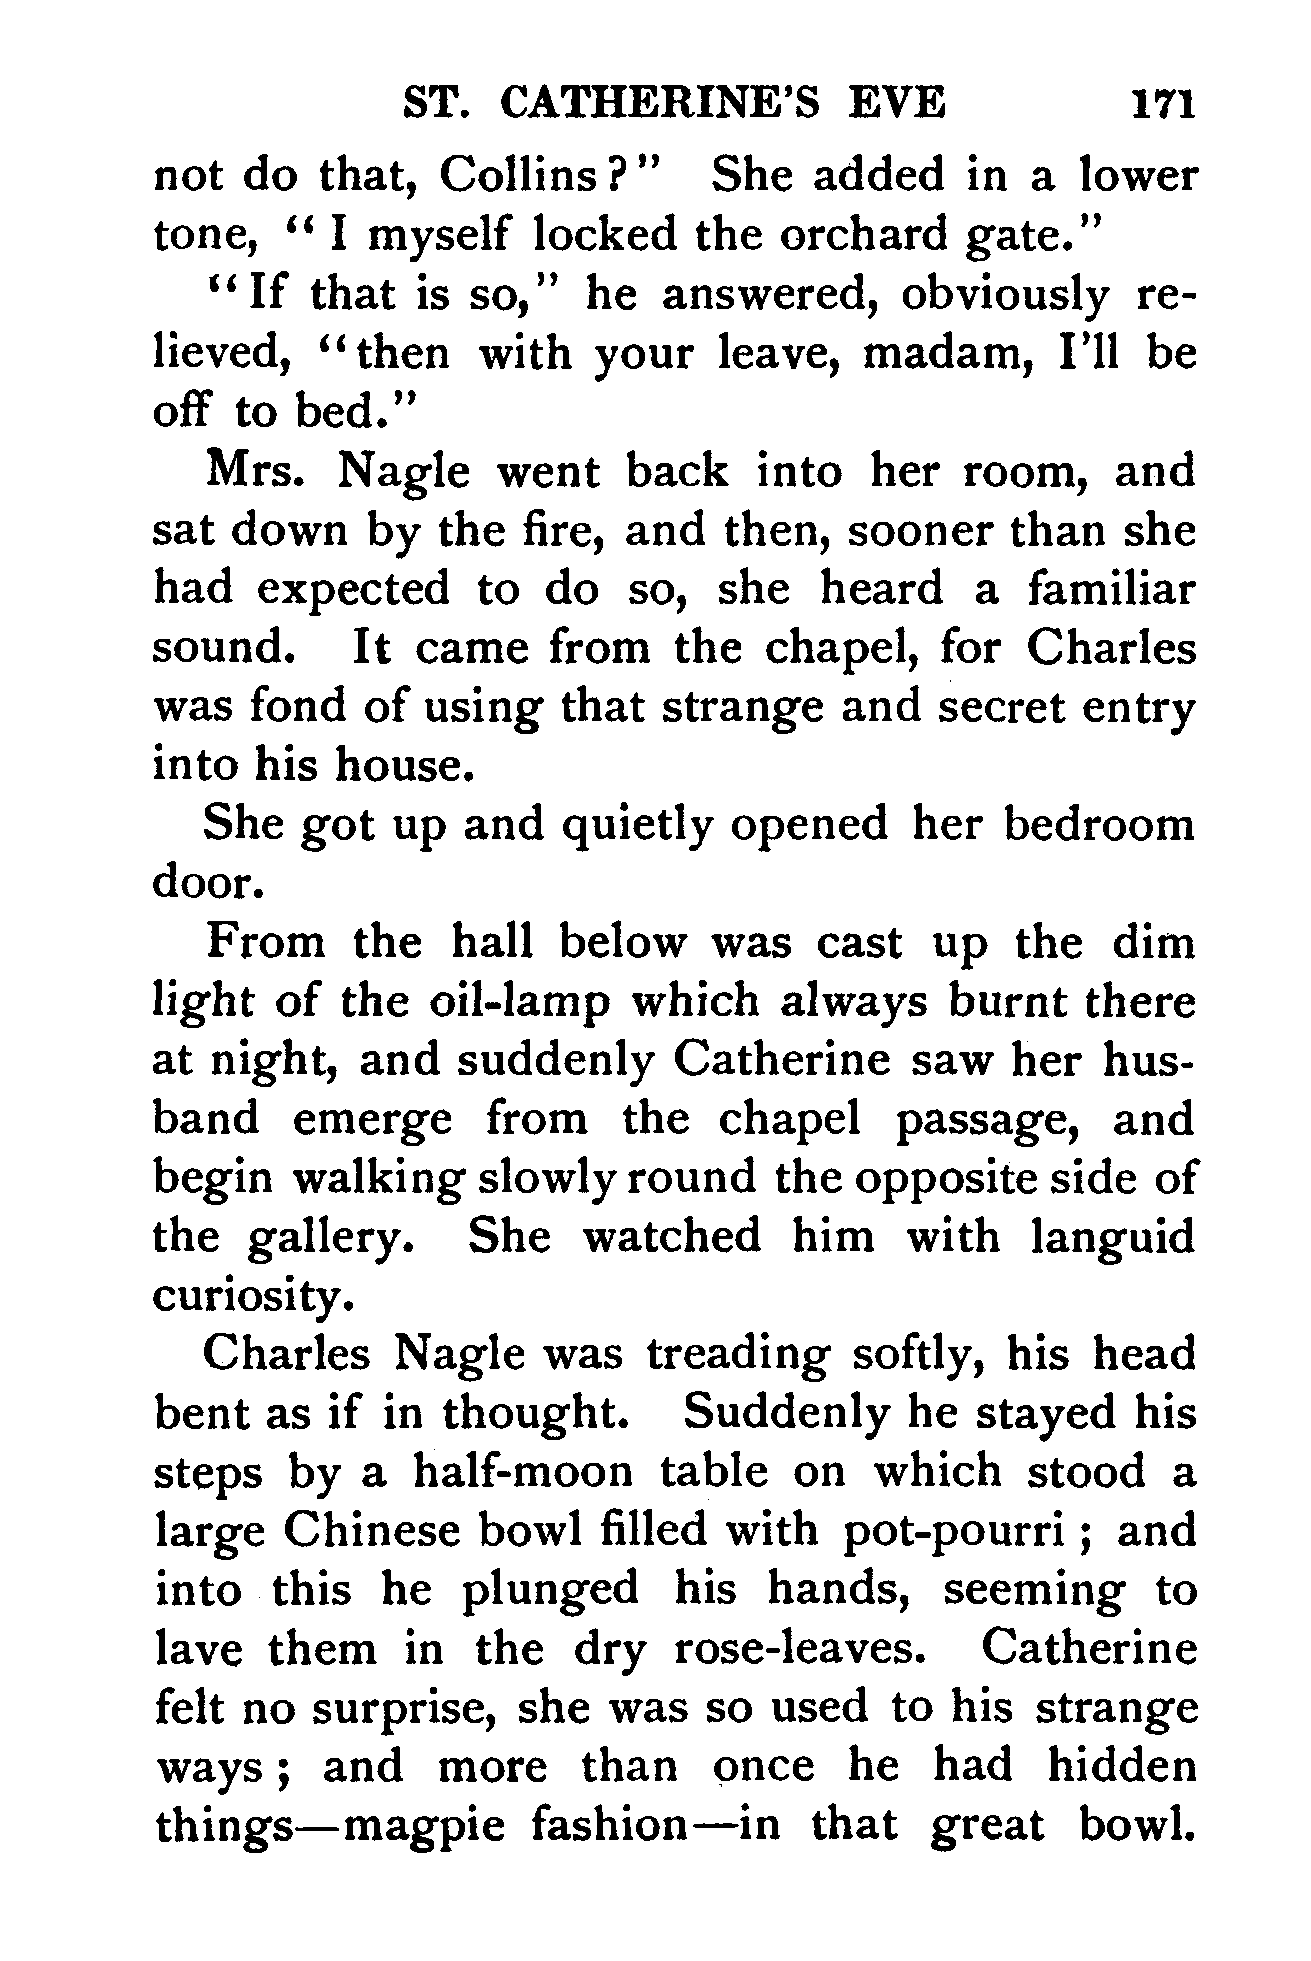 ST. CATHERINE'S EVE 171
not do that, Collins?" She added in a lower
tone, "I myself locked the orchard gate."
"If that is so," he answered, obviously re-
lieved, "then with your leave, madam, I'll be
off to bed."
Mrs. Nagle went back into her room, and
sat down by the fire, and then, sooner than she
had expected to do so, she heard a familiar
sound. It came from the chapel, for Charles
was fond of using that strange and secret entry
into his house.
She got up and quietly opened her bedroom
door.
From the hall below was cast up the dim
light of the oil-lamp which always burnt there
at night, and suddenly Catherine saw her hus-
band emerge from the chapel passage, and
begin walking slowly round the opposite side of
the gallery. She watched him with languid
curiosity.
Charles Nagle was treading softly, his head
bent as if in thought. Suddenly he stayed his
steps by a half-moon table on which stood a
large Chinese bowl filled with pot-pourri; and
into this he plunged his hands, seeming to
lave them in the dry rose-leaves. Catherine
felt no surprise, she was so used to his strange
ways; and more than once he had hidden
things—magpie fashion—in that great bowl.